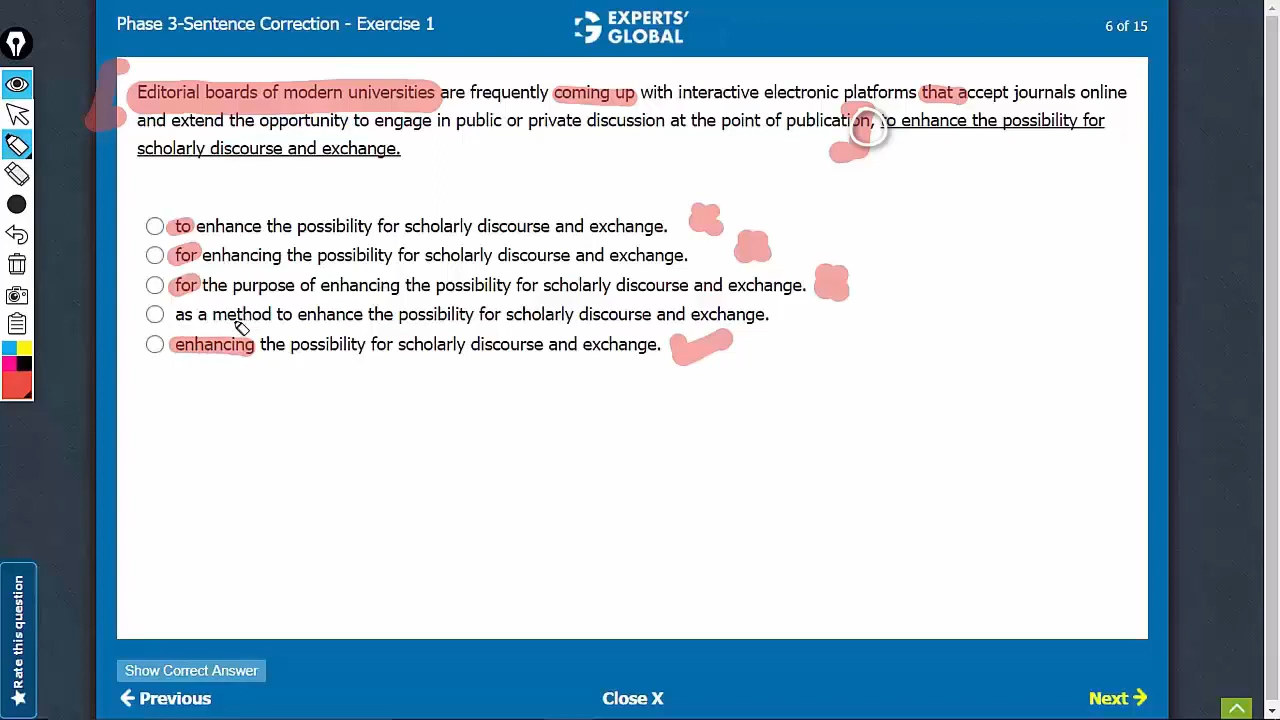 Phase 3-Sentence Correction - Exercise 1
EXPERTS'
GLOBAL
6 of 15
Editorial boards of modern universities are frequently coming up with interactive electronic platforms that accept journals online
and extend the opportunity to engage in public or private discussion at the point of publication, to enhance the possibility for
scholarly discourse and exchange.
to enhance the possibility for scholarly discourse and exchange.
for enhancing the possibility for scholarly discourse and exchange.
for the purpose of enhancing the possibility for scholarly discourse and exchange.
as a method to enhance the possibility for scholarly discourse and exchange.
enhancing the possibility for scholarly discourse and exchange.
Rate this question
Show Correct Answer
Previous
Close X
Next